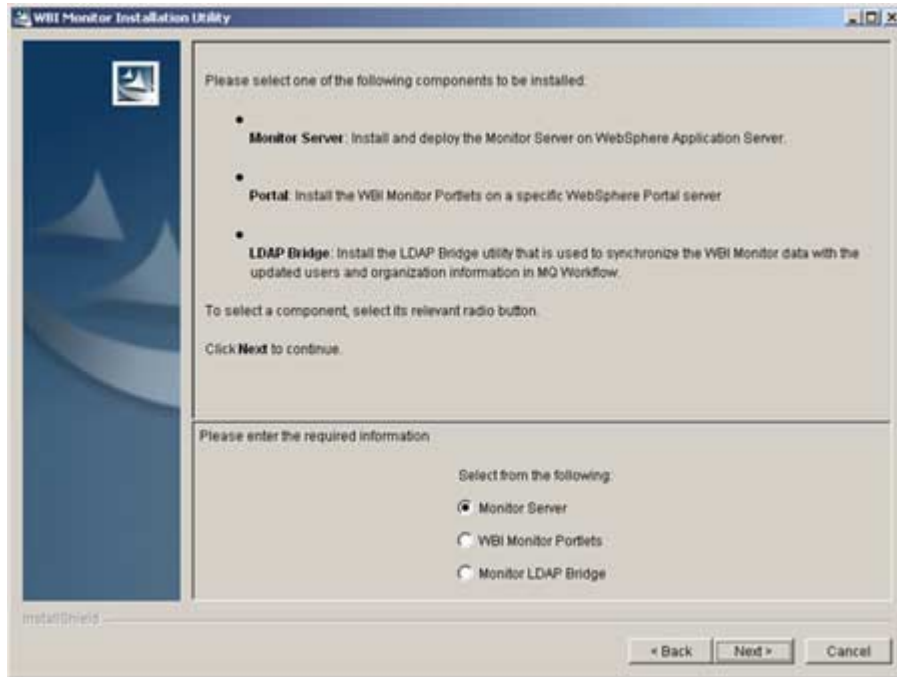 WBI Monitor Installation Utility
Please select one of the following components to be installed:
Monitor Server: Install and deploy the Monitor Server on WebSphere Application Server.
Portal: Install the WBI Monitor Portlets on a specific WebSphere Portal server
LDAP Bridge: Install the LDAP Bridge utility that is used to synchronize the WBI Monitor data with the
updated users and organization information in MQ Workflow.
To select a component, select its relevant radio button.
Click Next to continue.
Please enter the required information
Select from the following:
Monitor Server
WBI Monitor Portlets
Monitor LDAP Bridge
InstallShield
< Back
Next >
Cancel